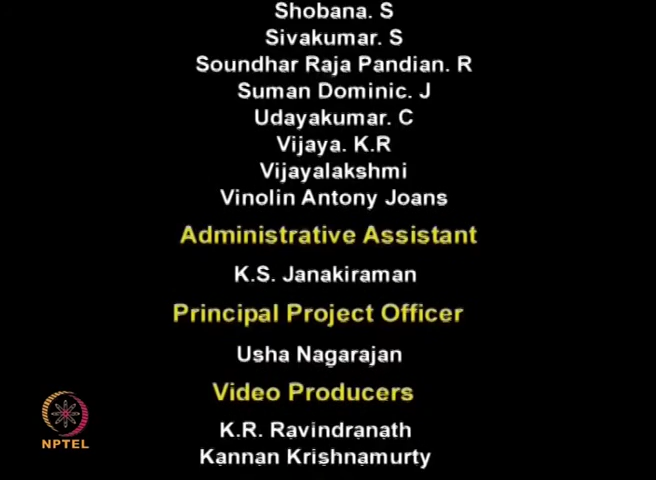 Shobana. S
Sivakumar. S
Soundhar Raja Pandian. R
Suman Dominic. J
Udayakumar. C
Vijaya. K.R
Vijayalakshmi
Vinolin Antony Joans
Administrative Assistant
K.S. Janakiraman
Principal Project Officer
Usha Nagarajan
Video Producers
K.R. Ravindranath
Kannan Krishnamurty
NPTEL